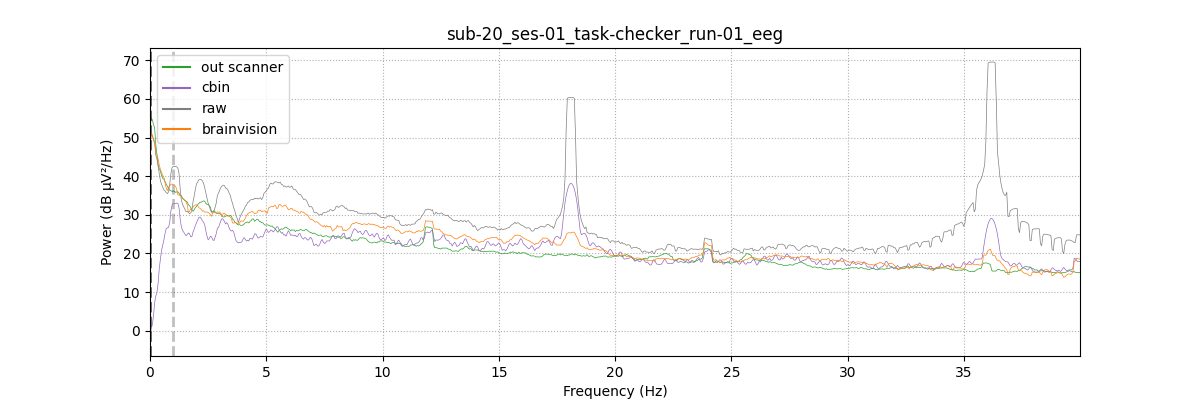 sub-20_ses-01_task-checker_run-01_eeg
out scanner
cbin
raw
brainvision
Power (dB µV²/Hz)
70
60
50
40
30
20
10
0
0 5 10 15 20 25 30 35
Frequency (Hz)